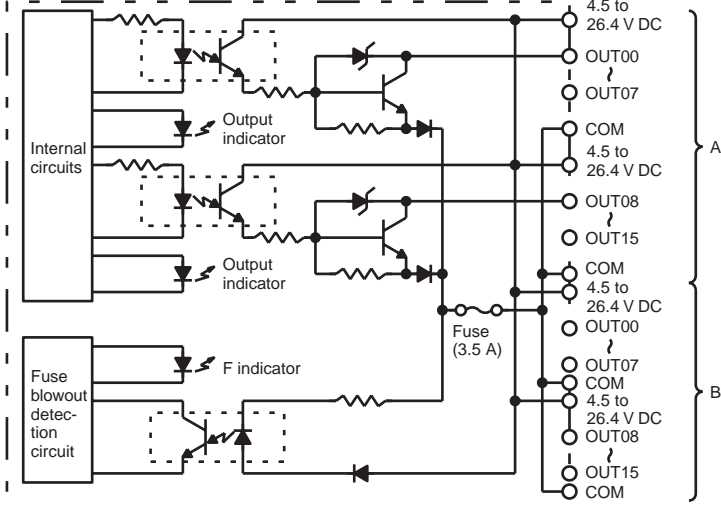 4.5 to
26.4 V DC
OUT00
~
OUT07
COM
4.5 to
26.4 V DC
OUT08
~
OUT15
COM
4.5 to
26.4 V DC
OUT00
~
OUT07
COM
4.5 to
26.4 V DC
OUT08
~
OUT15
COM
A
B
Internal
circuits
Output
indicator
Output
indicator
Fuse
(3.5 A)
F indicator
Fuse
blowout
detec-
tion
circuit